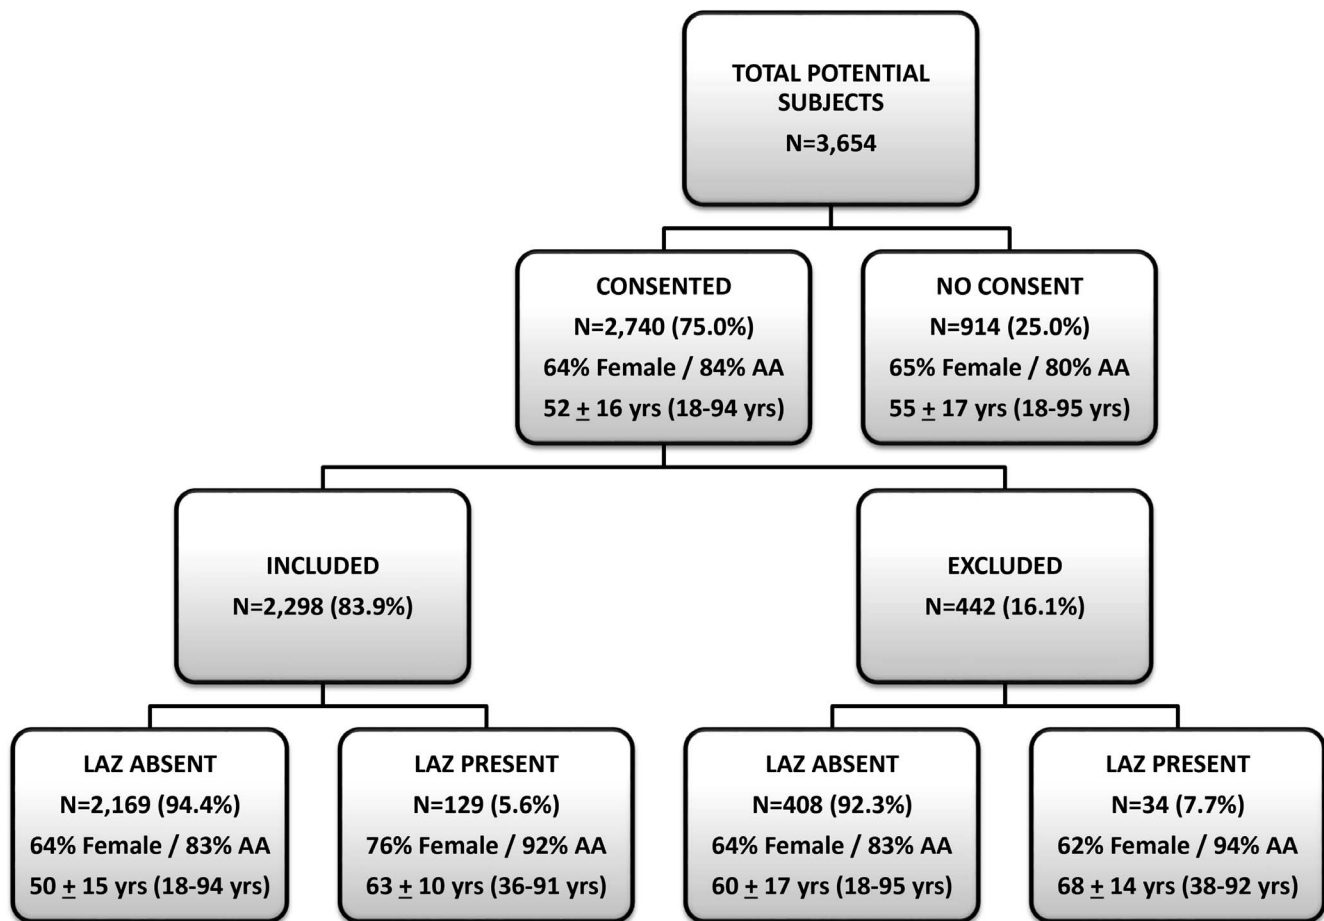 TOTAL POTENTIAL
SUBJECTS
N=3,654
CONSENTED
N=2,740 (75.0%)
64% Female / 84% AA
52 ± 16 yrs (18-94 yrs)
NO CONSENT
N=914 (25.0%)
65% Female / 80% AA
55 ± 17 yrs (18-95 yrs)
INCLUDED
N=2,298 (83.9%)
EXCLUDED
N=442 (16.1%)
LAZ ABSENT
N=2,169 (94.4%)
64% Female / 83% AA
50 ± 15 yrs (18-94 yrs)
LAZ PRESENT
N=129 (5.6%)
76% Female / 92% AA
63 ± 10 yrs (36-91 yrs)
LAZ ABSENT
N=408 (92.3%)
64% Female / 83% AA
60 ± 17 yrs (18-95 yrs)
LAZ PRESENT
N=34 (7.7%)
62% Female / 94% AA
68 ± 14 yrs (38-92 yrs)